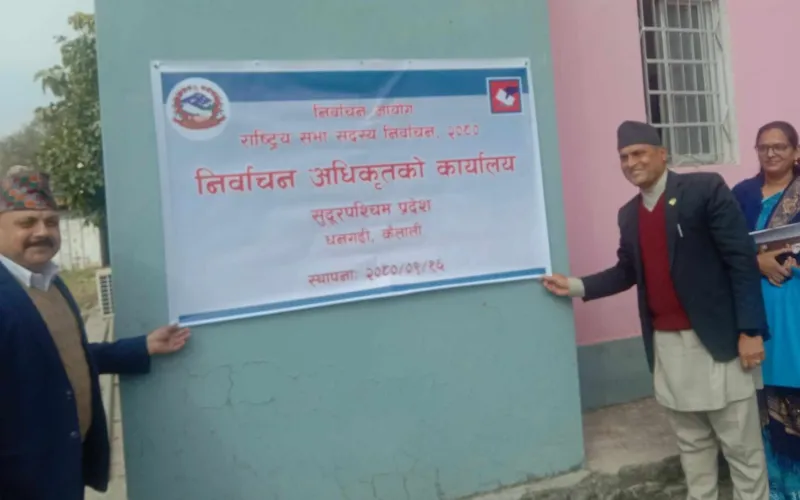 निर्वाचन आयोग
राष्ट्रिय सभा सदस्य निर्वाचन, २०८०
निर्वाचन अधिकृतको कार्यालय
सुदूरपश्चिम प्रदेश
धनगढी, कैलाली
स्थापना: २०८०/०९/१६